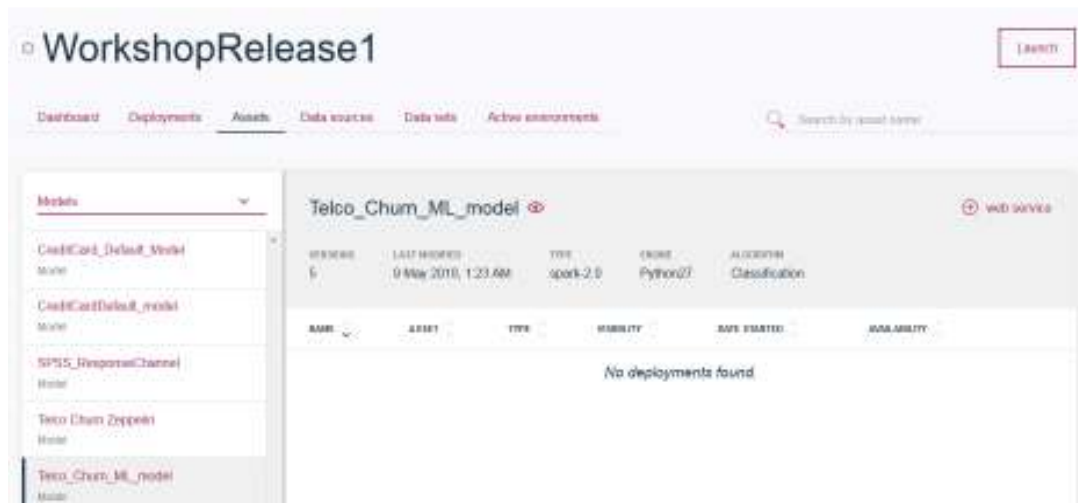 WorkshopRelease1
Launch
Dashboard Deployments Assets Data sources Data sets Active environments Search by asset name
Models
CreditCard_Default_Model
Model
CreditCardDefault_model
Model
SPSS_ResponseChannel
Model
Telco Churn Zeppelin
Model
Telco_Churn_ML_model
Model
Telco_Churn_ML_model
web service
VERSIONS LAST MODIFIED TYPE ENGINE ALGORITHM
5 9 May 2018, 1:23 AM spark-2.0 Python27 Classification
NAME ASSET TYPE VISIBILITY DATE STARTED AVAILABILITY
No deployments found.